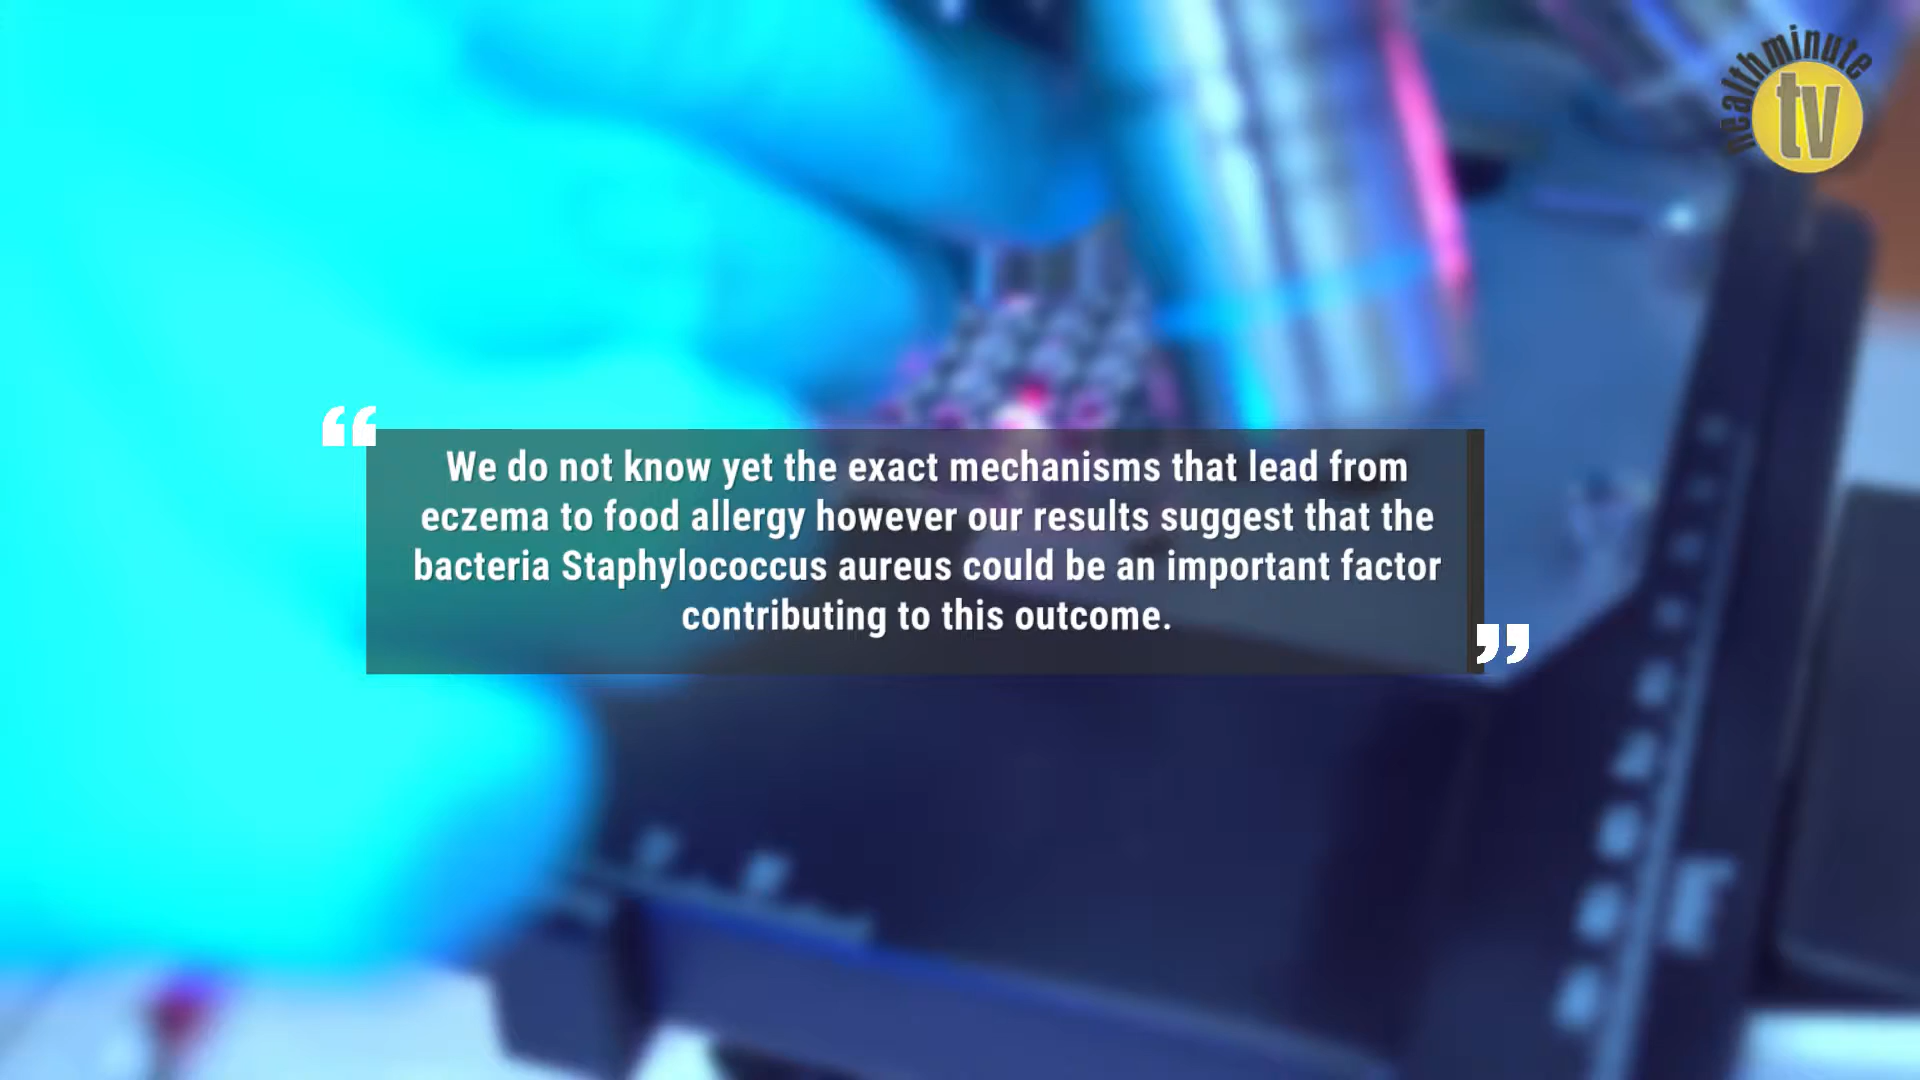 healthminute
tv
“
We do not know yet the exact mechanisms that lead from
eczema to food allergy however our results suggest that the
bacteria Staphylococcus aureus could be an important factor
contributing to this outcome.
”